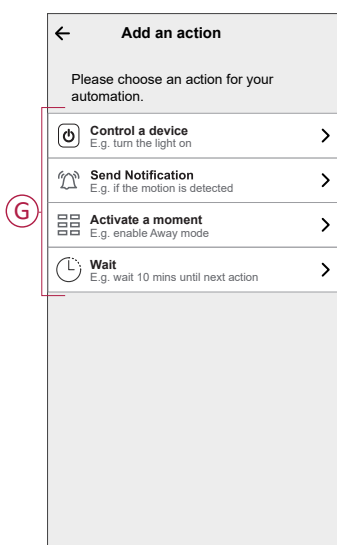 Add an action
Please choose an action for your
automation.
Control a device
E.g. turn the light on
Send Notification
E.g. if the motion is detected
G
Activate a moment
E.g. enable Away mode
Wait
E.g. wait 10 mins until next action